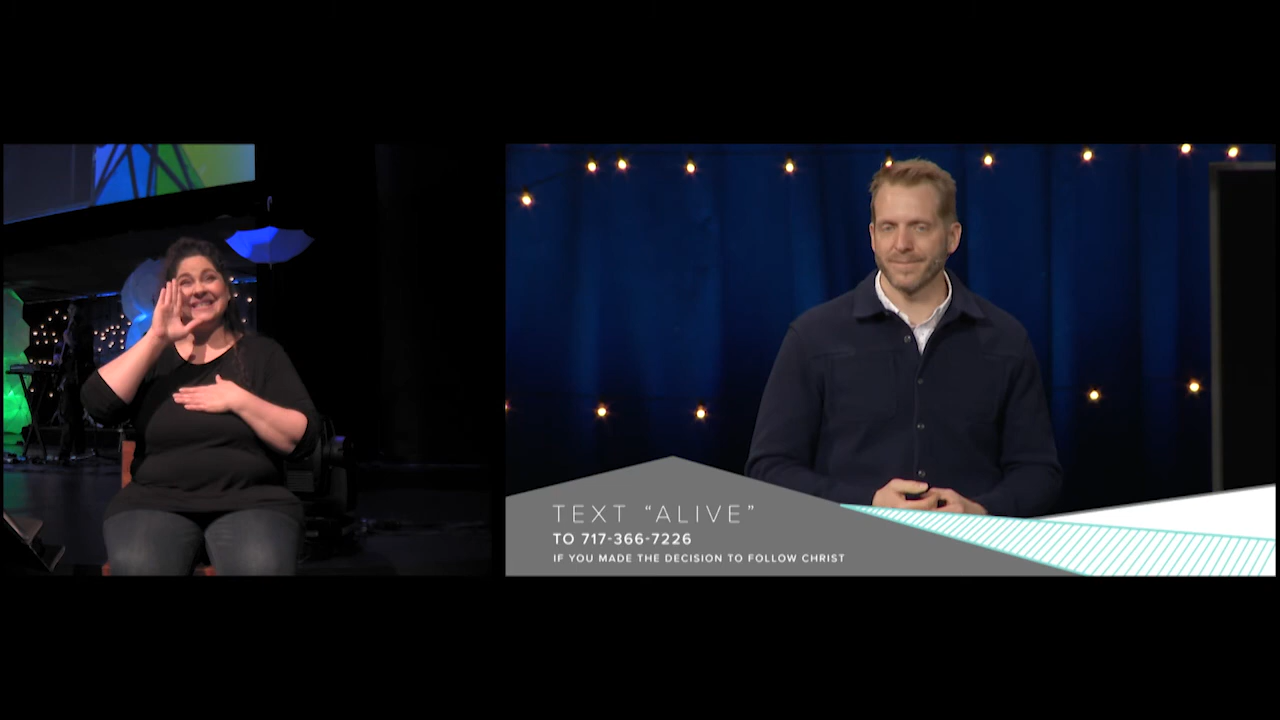 TEXT “ALIVE”
TO 717-366-7226
IF YOU MADE THE DECISION TO FOLLOW CHRIST